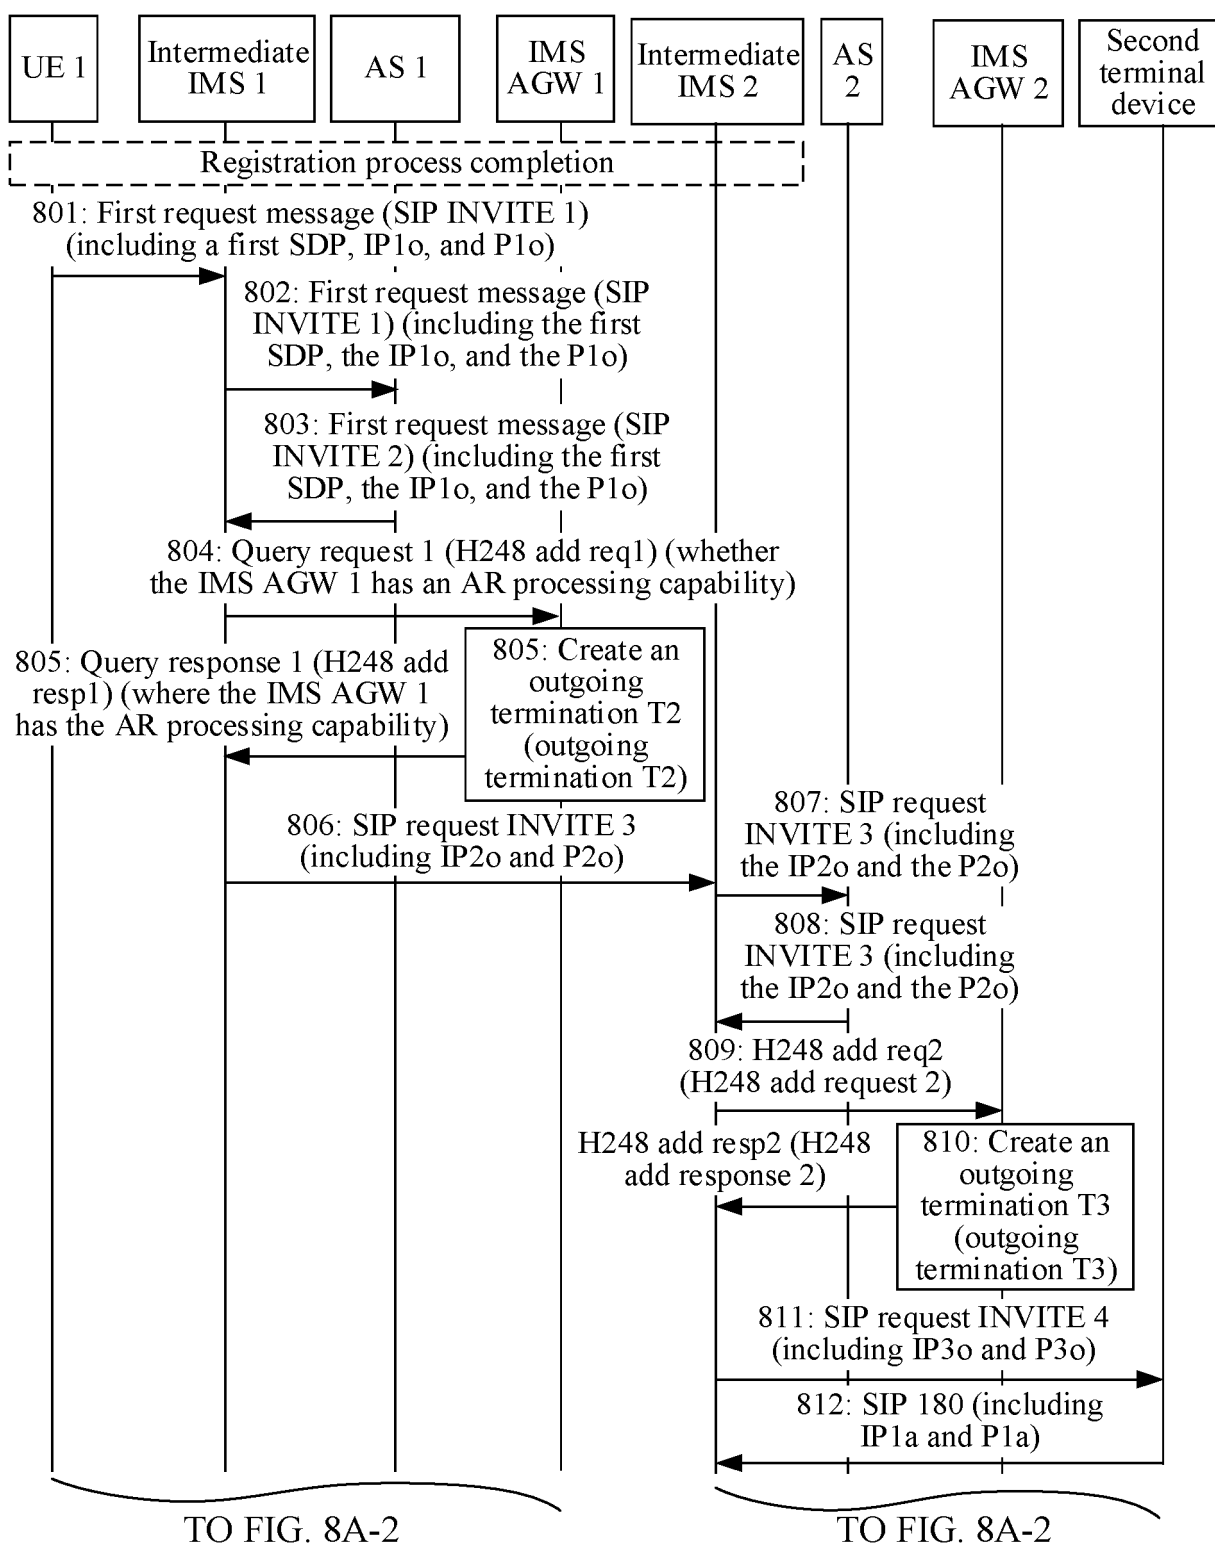 UE 1
Intermediate
IMS 1
AS 1
IMS
AGW 1
Intermediate
IMS 2
AS
2
IMS
AGW 2
Second
terminal
device
Registration process completion
801: First request message (SIP INVITE 1)
(including a first SDP, IP1o, and P1o)
802: First request message (SIP
INVITE 1) (including the first
SDP, the IP1o, and the P1o)
803: First request message (SIP
INVITE 2) (including the first
SDP, the IP1o, and the P1o)
804: Query request 1 (H248 add req1) (whether
the IMS AGW 1 has an AR processing capability)
805: Query response 1 (H248 add
resp1) (where the IMS AGW 1
has the AR processing capability)
805: Create an
outgoing
termination T2
(outgoing
termination T2)
806: SIP request INVITE 3
(including IP2o and P2o)
807: SIP request
INVITE 3 (including
the IP2o and the P2o)
808: SIP request
INVITE 3 (including
the IP2o and the P2o)
809: H248 add req2
(H248 add request 2)
H248 add resp2 (H248
add response 2)
810: Create an
outgoing
termination T3
(outgoing
termination T3)
811: SIP request INVITE 4
(including IP3o and P3o)
812: SIP 180 (including
IP1a and P1a)
TO FIG. 8A-2
TO FIG. 8A-2